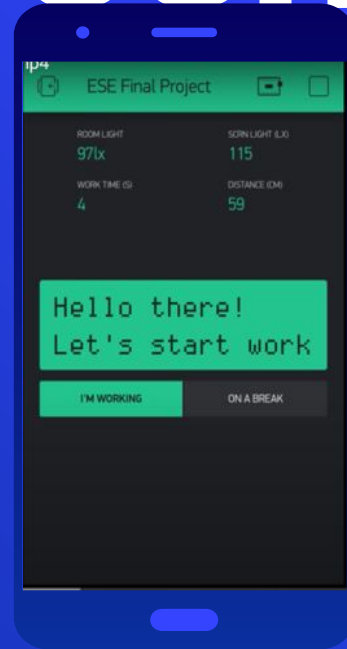 ip4
ESE Final Project
ROOM LIGHT SCRN LIGHT (LX)
97lx 115
WORK TIME (S) DISTANCE (CM)
4 59
Hello there!
Let's start work
I'M WORKING ON A BREAK